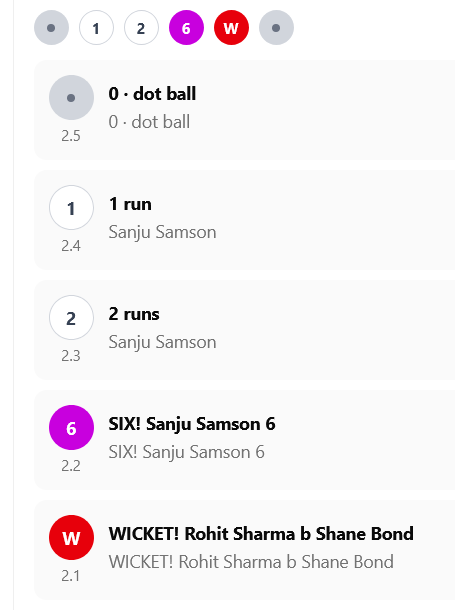 • 1 2 6 W •
•
0 · dot ball
0 · dot ball
2.5
1
1 run
Sanju Samson
2.4
2
2 runs
Sanju Samson
2.3
6
SIX! Sanju Samson 6
SIX! Sanju Samson 6
2.2
W
WICKET! Rohit Sharma b Shane Bond
WICKET! Rohit Sharma b Shane Bond
2.1